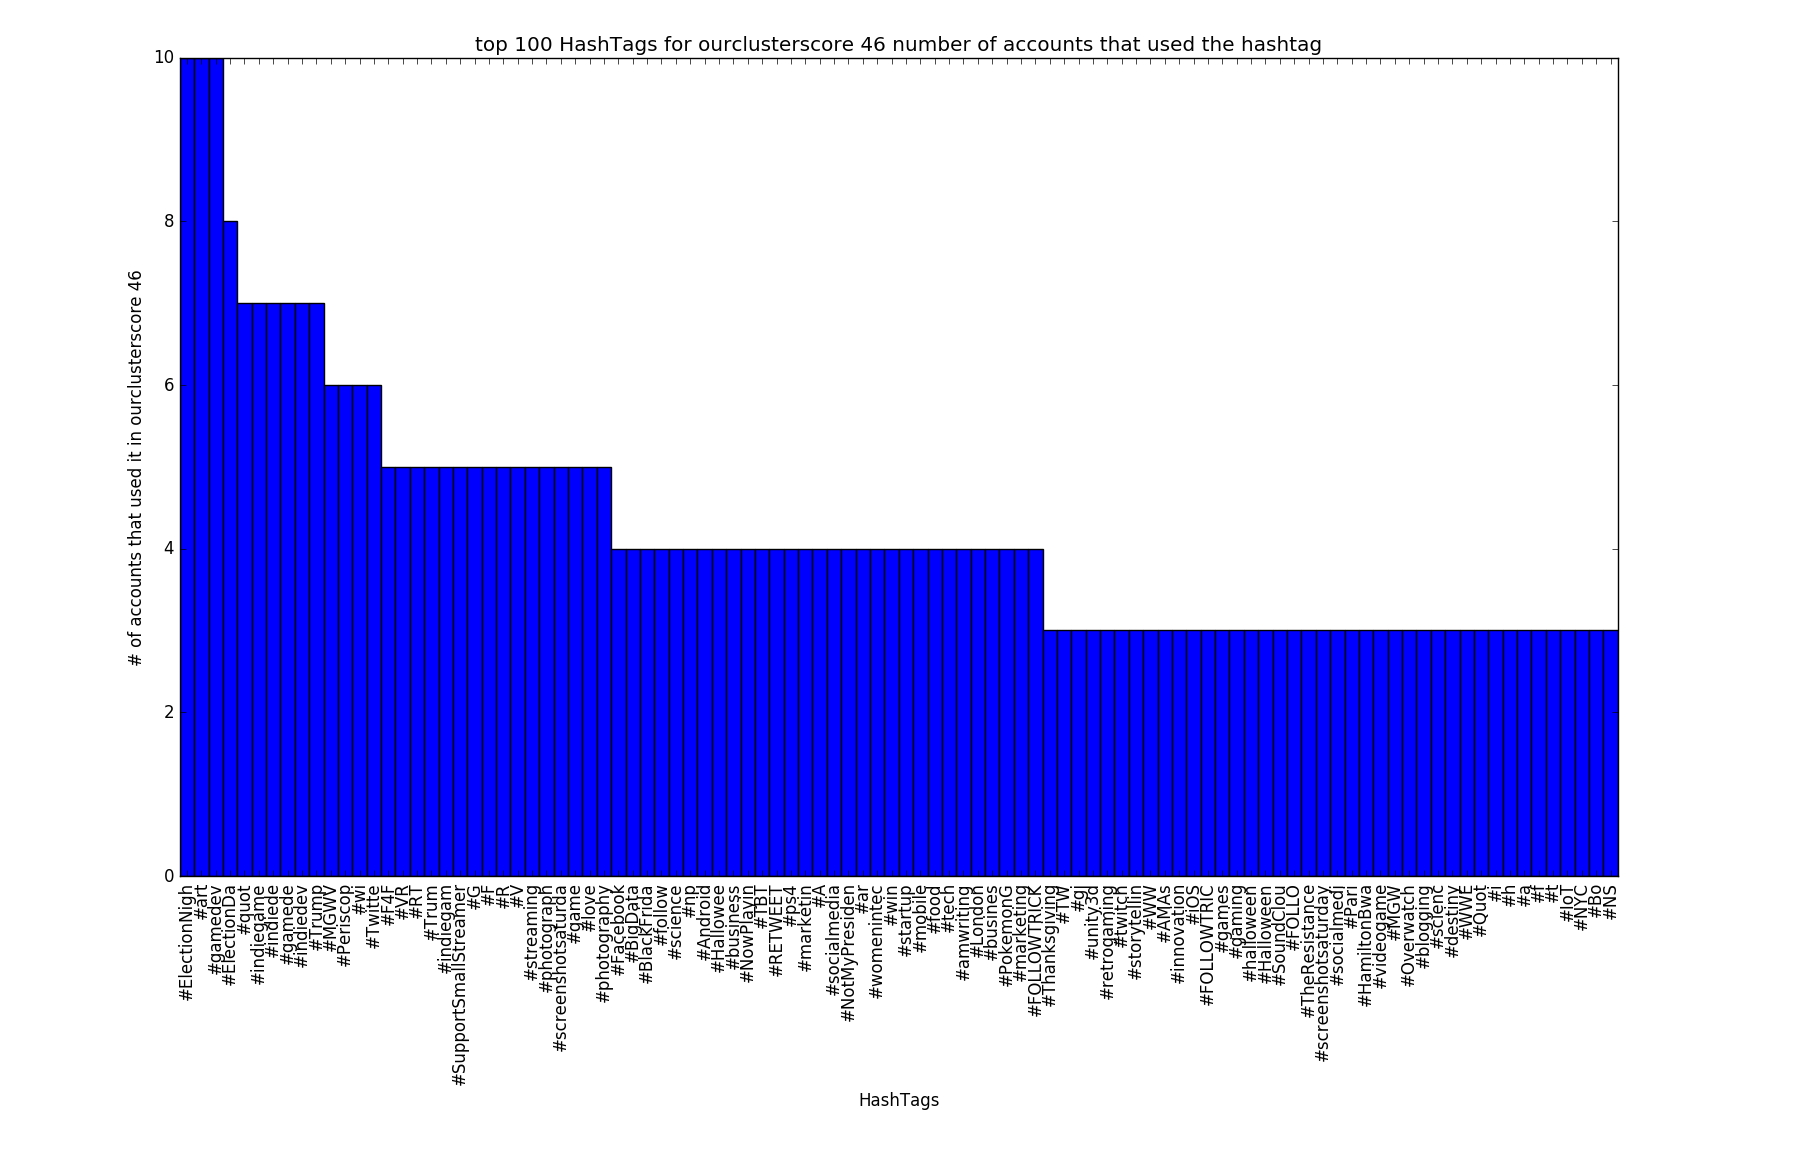 top 100 HashTags for ourclusterscore 46 number of accounts that used the hashtag
# of accounts that used it in ourclusterscore 46
10
8
6
4
2
0
#ElectionNigh
#art
#gamedev
#ElectionDa
#quot
#indiegame
#indiede
#gamede
#indiedev
#Trump
#MGWV
#Periscop
#wi
#Twitte
#F4F
#VR
#RT
#Trum
#indiegam
#SupportSmallStreamer
#G
#F
#R
#V
#streaming
#photograph
#screenshotsaturda
#game
#love
#photography
#Facebook
#BigData
#BlackFrida
#follow
#science
#np
#Android
#Hallowee
#business
#NowPlayin
#TBT
#RETWEET
#ps4
#marketin
#A
#socialmedia
#NotMyPresiden
#ar
#womenintec
#win
#startup
#mobile
#food
#tech
#amwriting
#London
#busines
#PokemonG
#marketing
#FOLLOWTRICK
#Thanksgiving
#TW
#gi
#unity3d
#retrogaming
#twitch
#storytellin
#WW
#AMAs
#innovation
#iOS
#FOLLOWTRIC
#games
#gaming
#halloween
#Halloween
#SoundClou
#FOLLO
#TheResistance
#screenshotsaturday
#socialmedi
#Pari
#HamiltonBwa
#videogame
#MGW
#Overwatch
#blogging
#scienc
#destiny
#WWE
#Quot
#i
#h
#a
#f
#t
#IoT
#NYC
#Bo
#NS
HashTags